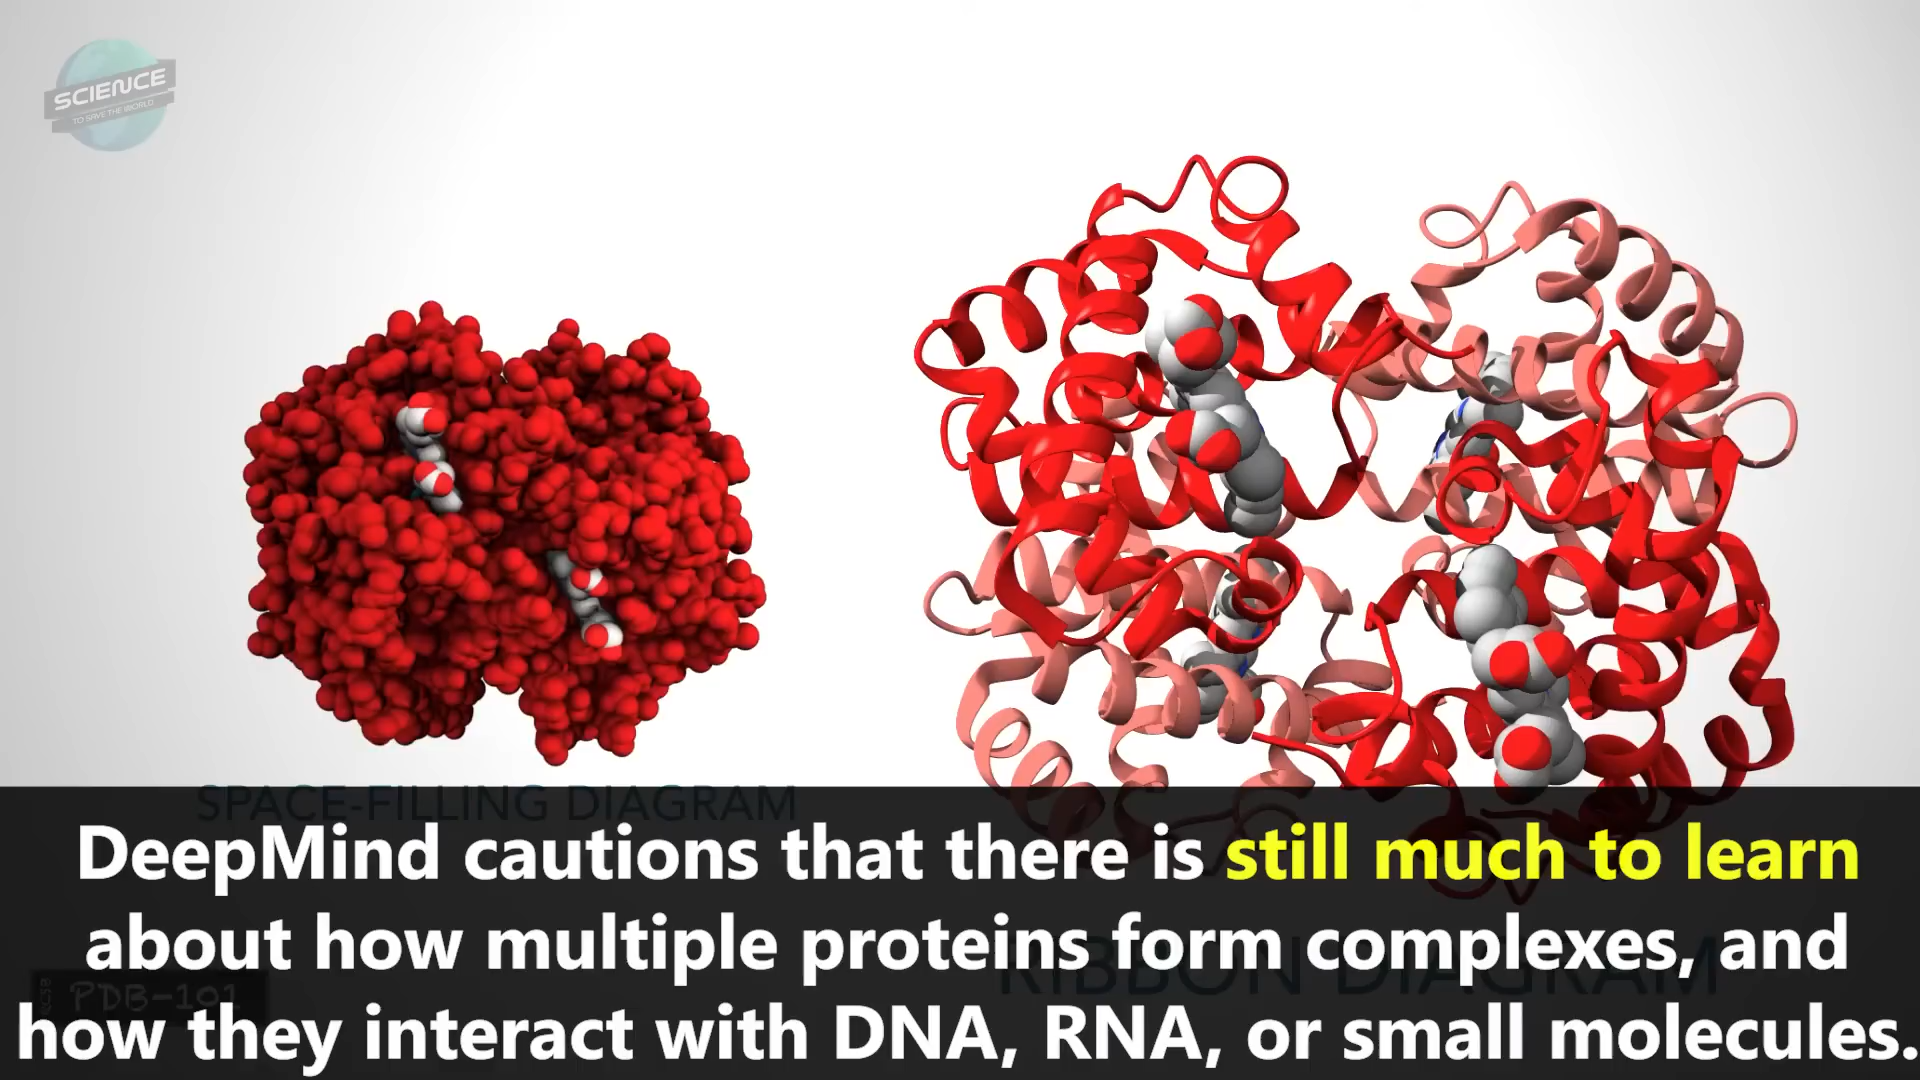 SCIENCE
TO SAVE THE WORLD
SPACE-FILLING DIAGRAM
RIBBON DIAGRAM
DeepMind cautions that there is still much to learn
about how multiple proteins form complexes, and
how they interact with DNA, RNA, or small molecules.
PDB-101